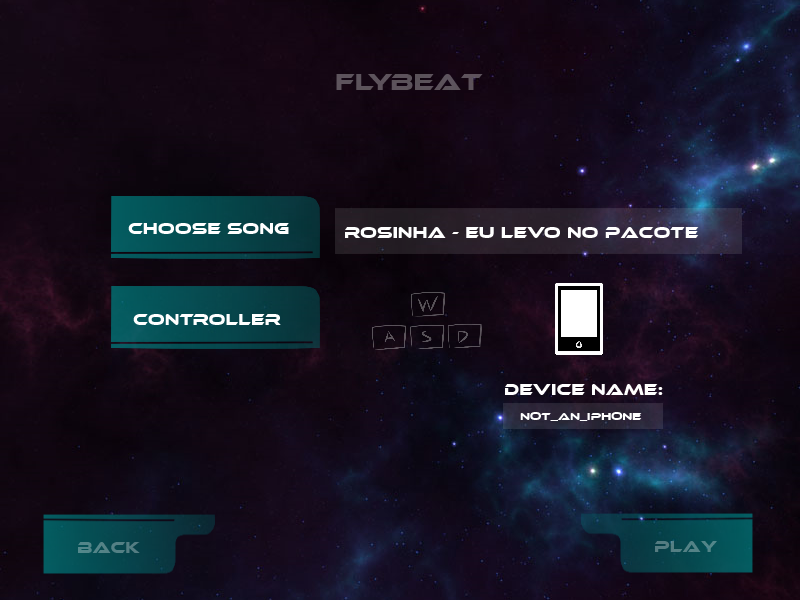 FLYBEAT
CHOOSE SONG
ROSINHA - EU LEVO NO PACOTE
CONTROLLER
W
A S D
DEVICE NAME:
NOT_AN_IPHONE
BACK
PLAY